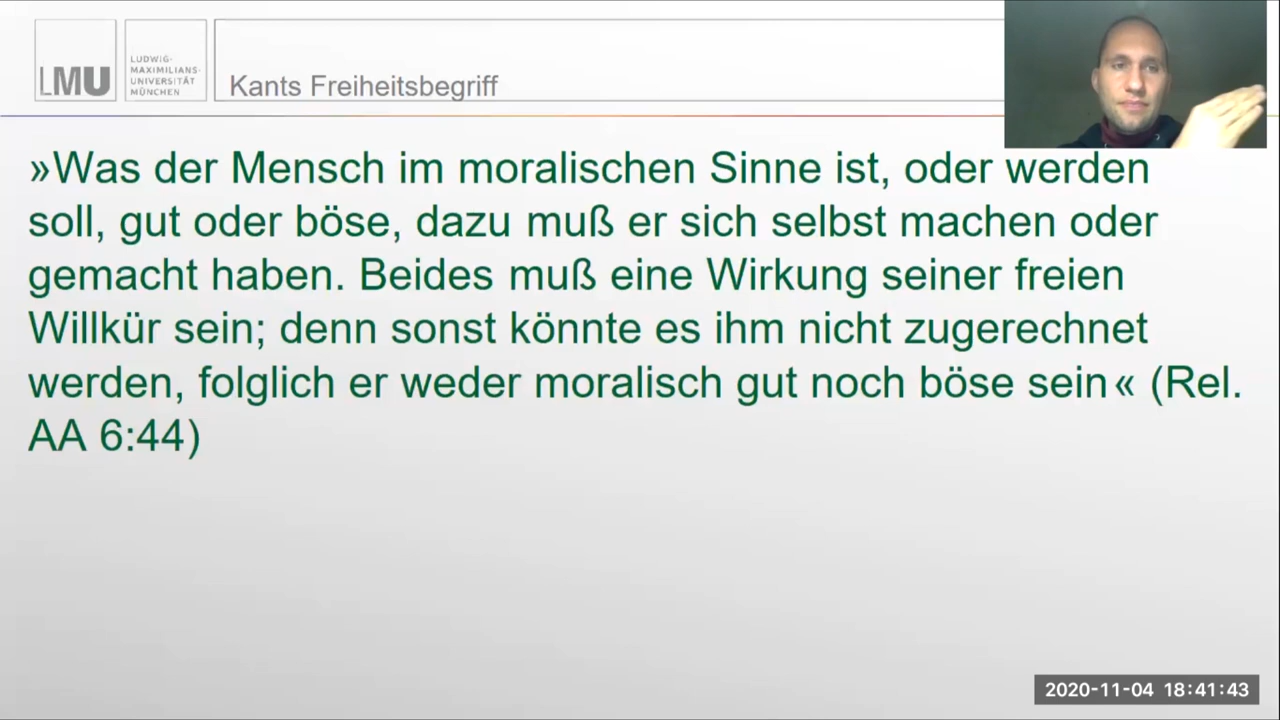 LMU
LUDWIG-
MAXIMILIANS-
UNIVERSITÄT
MÜNCHEN
Kants Freiheitsbegriff
»Was der Mensch im moralischen Sinne ist, oder werden
soll, gut oder böse, dazu muß er sich selbst machen oder
gemacht haben. Beides muß eine Wirkung seiner freien
Willkür sein; denn sonst könnte es ihm nicht zugerechnet
werden, folglich er weder moralisch gut noch böse sein« (Rel.
AA 6:44)
2020-11-04 18:41:43